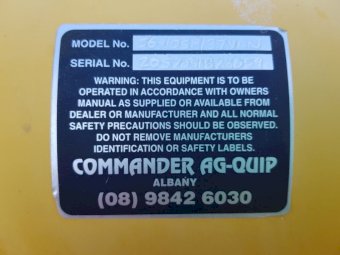 MODEL No.
SERIAL No.
WARNING: THIS EQUIPMENT IS TO BE
OPERATED IN ACCORDANCE WITH OWNERS
MANUAL AS SUPPLIED OR AVAILABLE FROM
DEALER OR MANUFACTURER AND ALL NORMAL
SAFETY PRECAUTIONS SHOULD BE OBSERVED.
DO NOT REMOVE MANUFACTURERS
IDENTIFICATION OR SAFETY LABELS.
COMMANDER AG-QUIP
ALBANY
(08) 9842 6030